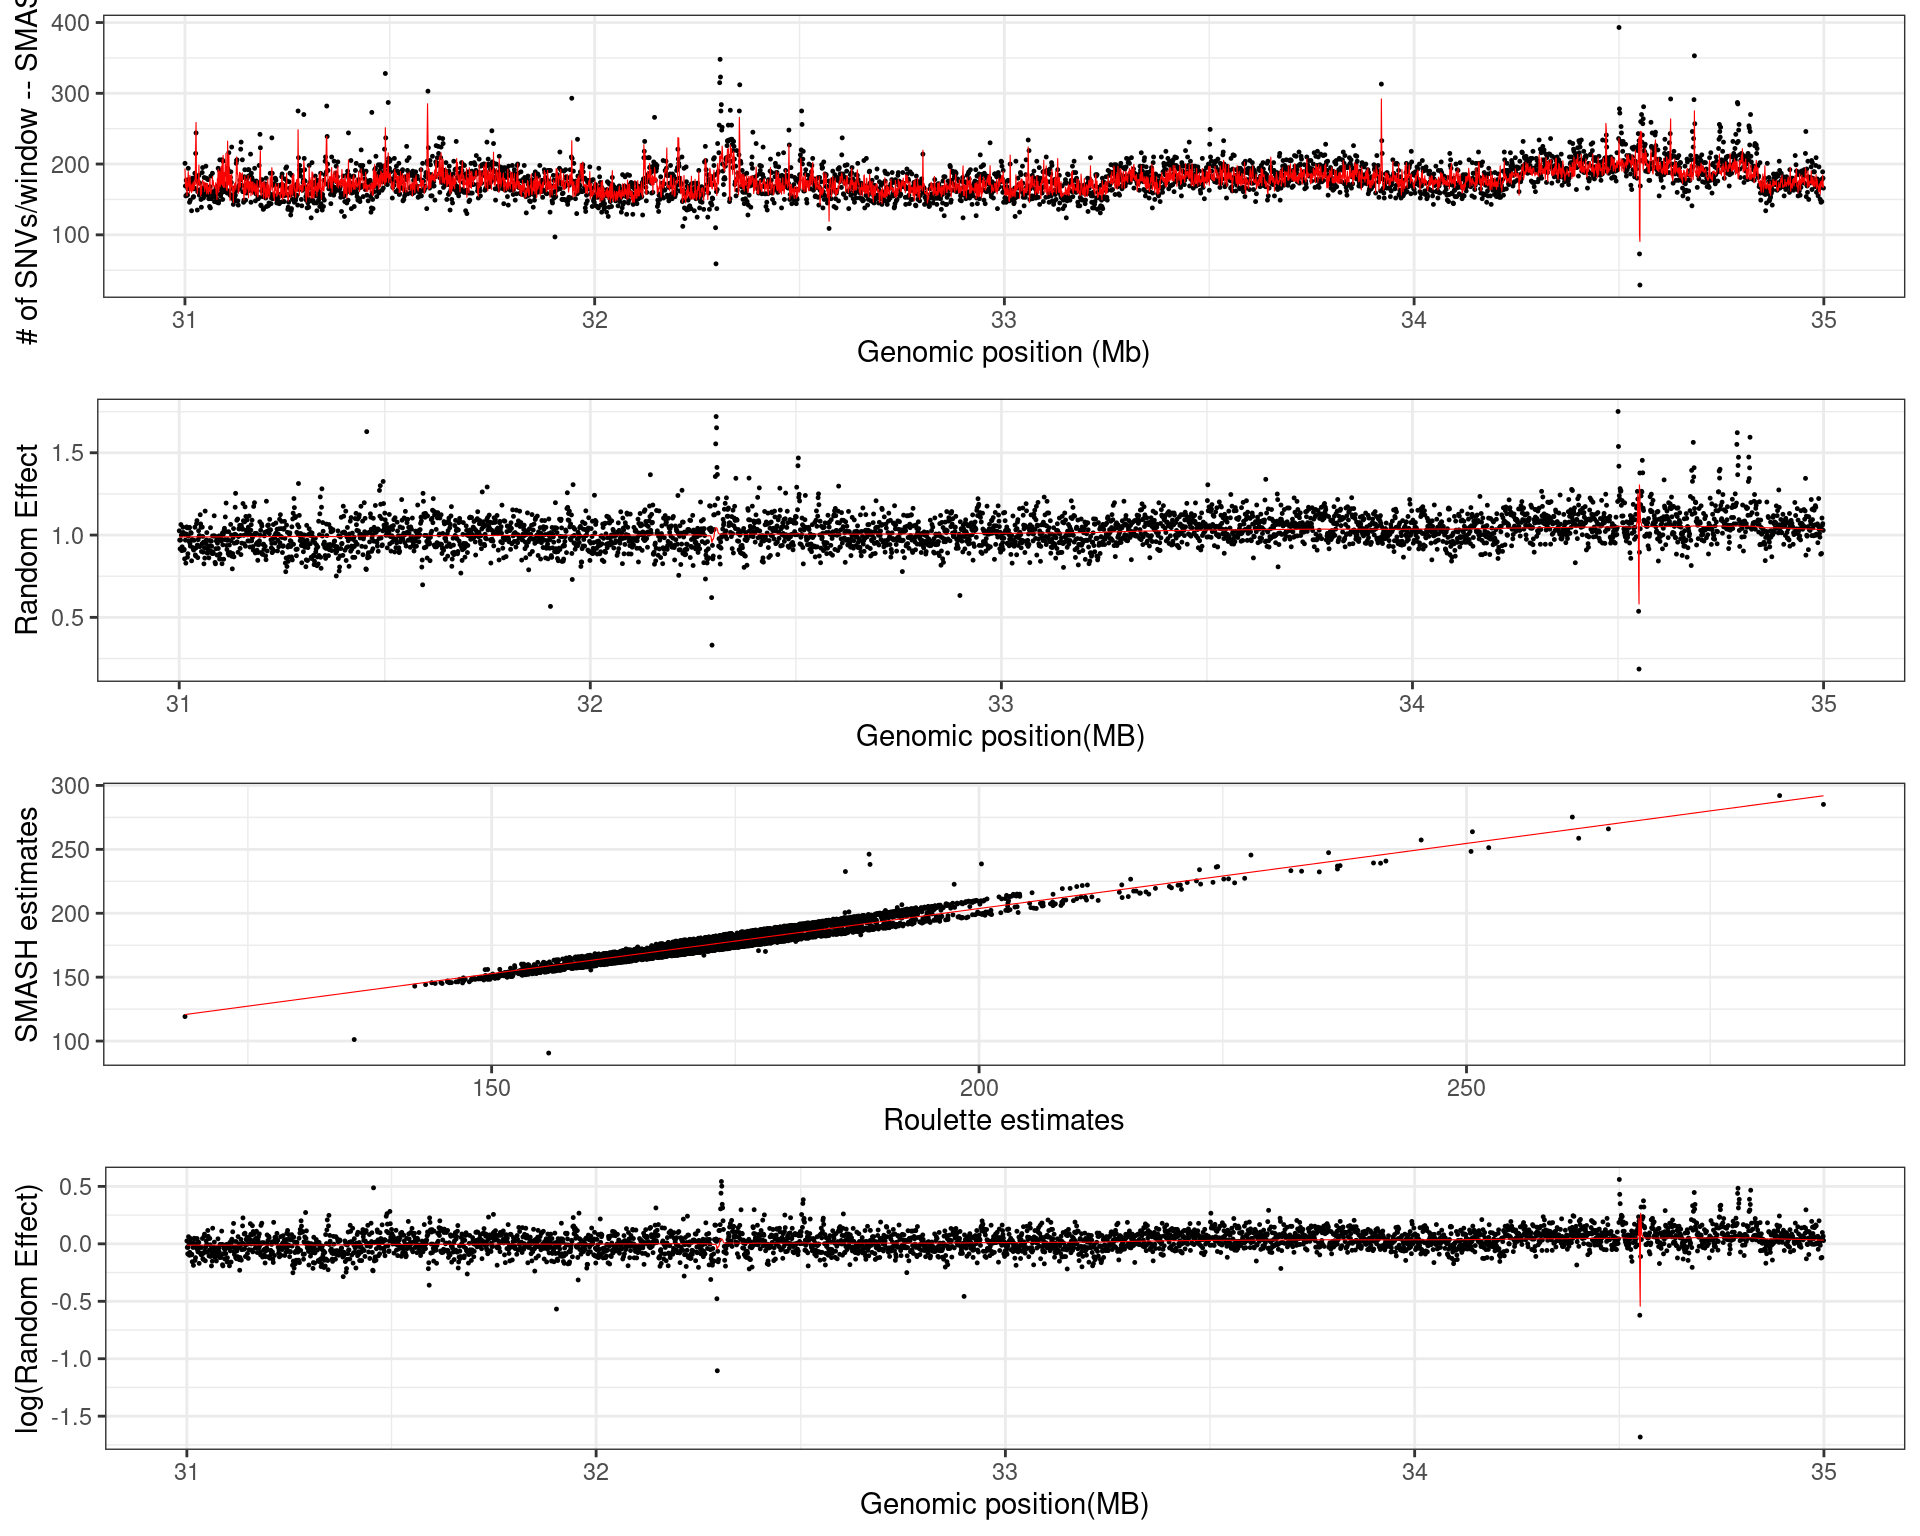 # of SNVs/window -- SMAS
400
300
200
100
31 32 33 34 35
Genomic position (Mb)
Random Effect
1.5
1.0
0.5
31 32 33 34 35
Genomic position(MB)
SMASH estimates
300
250
200
150
100
150 200 250
Roulette estimates
log(Random Effect)
0.5
0.0
-0.5
-1.0
-1.5
31 32 33 34 35
Genomic position(MB)